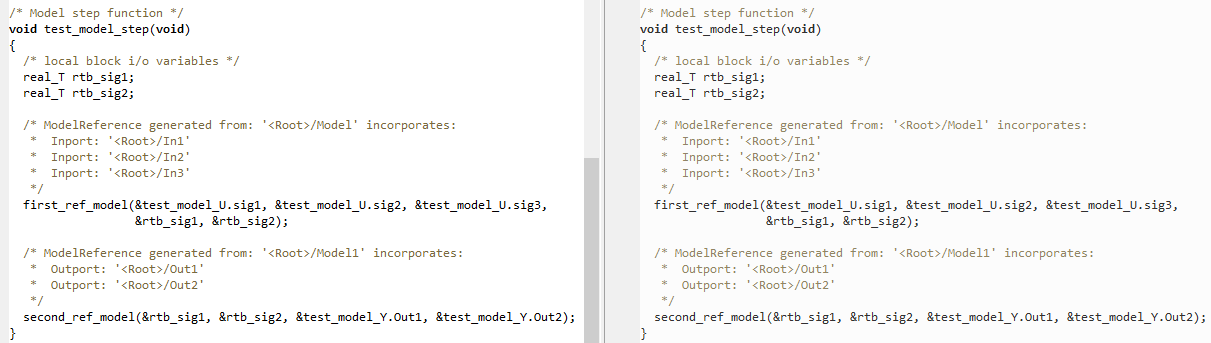 /* Model step function */
void test_model_step(void)
{
  /* local block i/o variables */
  real_T rtb_sig1;
  real_T rtb_sig2;

  /* ModelReference generated from: '<Root>/Model' incorporates:
   *  Inport: '<Root>/In1'
   *  Inport: '<Root>/In2'
   *  Inport: '<Root>/In3'
   */
  first_ref_model(&test_model_U.sig1, &test_model_U.sig2, &test_model_U.sig3,
                  &rtb_sig1, &rtb_sig2);

  /* ModelReference generated from: '<Root>/Model1' incorporates:
   *  Outport: '<Root>/Out1'
   *  Outport: '<Root>/Out2'
   */
  second_ref_model(&rtb_sig1, &rtb_sig2, &test_model_Y.Out1, &test_model_Y.Out2);
}
/* Model step function */
void test_model_step(void)
{
  /* local block i/o variables */
  real_T rtb_sig1;
  real_T rtb_sig2;

  /* ModelReference generated from: '<Root>/Model' incorporates:
   *  Inport: '<Root>/In1'
   *  Inport: '<Root>/In2'
   *  Inport: '<Root>/In3'
   */
  first_ref_model(&test_model_U.sig1, &test_model_U.sig2, &test_model_U.sig3,
                  &rtb_sig1, &rtb_sig2);

  /* ModelReference generated from: '<Root>/Model1' incorporates:
   *  Outport: '<Root>/Out1'
   *  Outport: '<Root>/Out2'
   */
  second_ref_model(&rtb_sig1, &rtb_sig2, &test_model_Y.Out1, &test_model_Y.Out2);
}